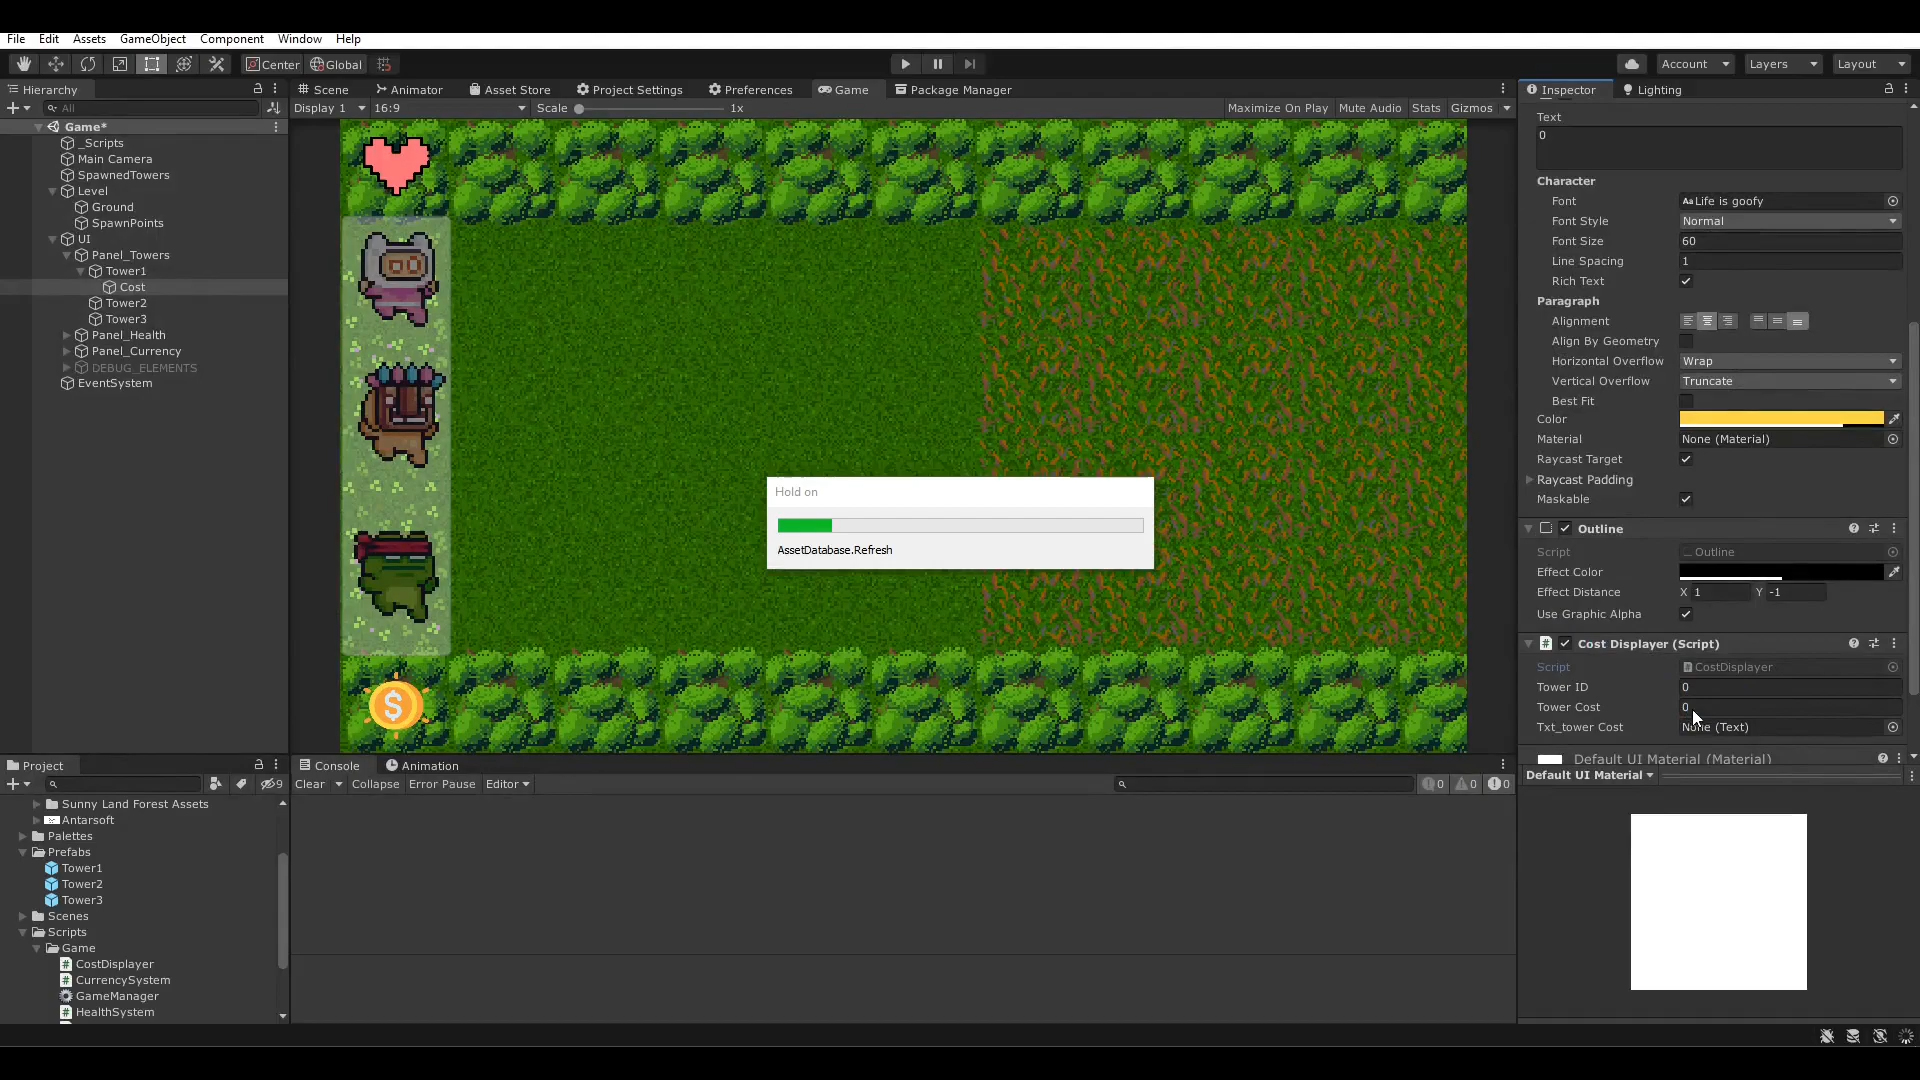 File Edit Assets GameObject Component Window Help
Center Global Account Layers Layout
Hierarchy
All
Game*
_Scripts
Main Camera
SpawnedTowers
Level
Ground
SpawnPoints
UI
Panel_Towers
Tower1
Cost
Tower2
Tower3
Panel_Health
Panel_Currency
DEBUG_ELEMENTS
EventSystem
Scene Animator Asset Store Project Settings Preferences Game Package Manager
Display 1 16:9 Scale 1x Maximize On Play Mute Audio Stats Gizmos
$
Hold on
AssetDatabase.Refresh
Inspector Lighting
Text
0
Character
Font Aa Life is goofy
Font Style Normal
Font Size 60
Line Spacing 1
Rich Text
Paragraph
Alignment
Align By Geometry
Horizontal Overflow Wrap
Vertical Overflow Truncate
Best Fit
Color
Material None (Material)
Raycast Target
Raycast Padding
Maskable
Outline
Script Outline
Effect Color
Effect Distance X 1 Y -1
Use Graphic Alpha
# Cost Displayer (Script)
Script CostDisplayer
Tower ID 0
Tower Cost 0
Txt_tower Cost None (Text)
Default UI Material (Material)
Default UI Material
Project
9
Sunny Land Forest Assets
Antarsoft
Palettes
Prefabs
Tower1
Tower2
Tower3
Scenes
Scripts
Game
# CostDisplayer
# CurrencySystem
GameManager
# HealthSystem
Console Animation
Clear Collapse Error Pause Editor 0 0 0